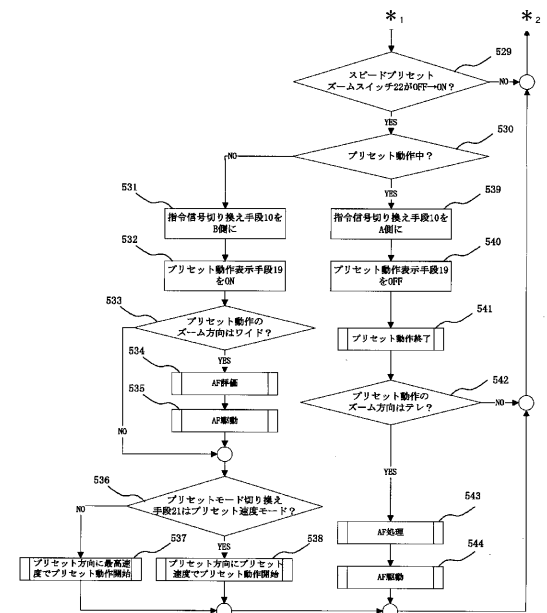 *1
*2
529
スピードプリセット
ズームスイッチ22がOFF→ON?
NO
YES
530
プリセット動作中?
NO
YES
531
指令信号切り換え手段10を
B側に
539
指令信号切り換え手段10を
A側に
532
プリセット動作表示手段19
をON
540
プリセット動作表示手段19
をOFF
533
プリセット動作の
ズーム方向はワイド?
541
プリセット動作終了
YES
534
AF評価
542
プリセット動作の
ズーム方向はテレ?
NO
535
AF駆動
NO
YES
536
プリセットモード切り換え
手段21はプリセット速度モード?
NO
YES
543
AF処理
537
プリセット方向に最高速
度でプリセット動作開始
538
プリセット方向にプリセット
速度でプリセット動作開始
544
AF駆動